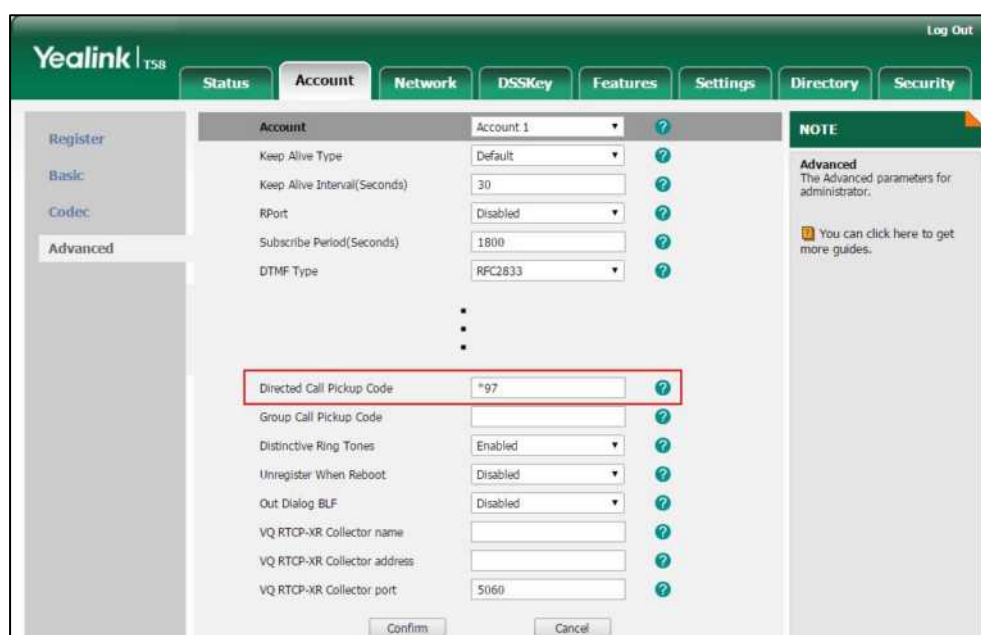 Log Out
Yealink | T58
Status Account Network DSSKey Features Settings Directory Security
Register
Basic
Codec
Advanced
Account Account 1
Keep Alive Type Default
Keep Alive Interval(Seconds) 30
RPort Disabled
Subscribe Period(Seconds) 1800
DTMF Type RFC2833
Directed Call Pickup Code *97
Group Call Pickup Code
Distinctive Ring Tones Enabled
Unregister When Reboot Disabled
Out Dialog BLF Disabled
VQ RTCP-XR Collector name
VQ RTCP-XR Collector address
VQ RTCP-XR Collector port 5060
Confirm Cancel
NOTE
Advanced
The Advanced parameters for
administrator.
You can click here to get
more guides.